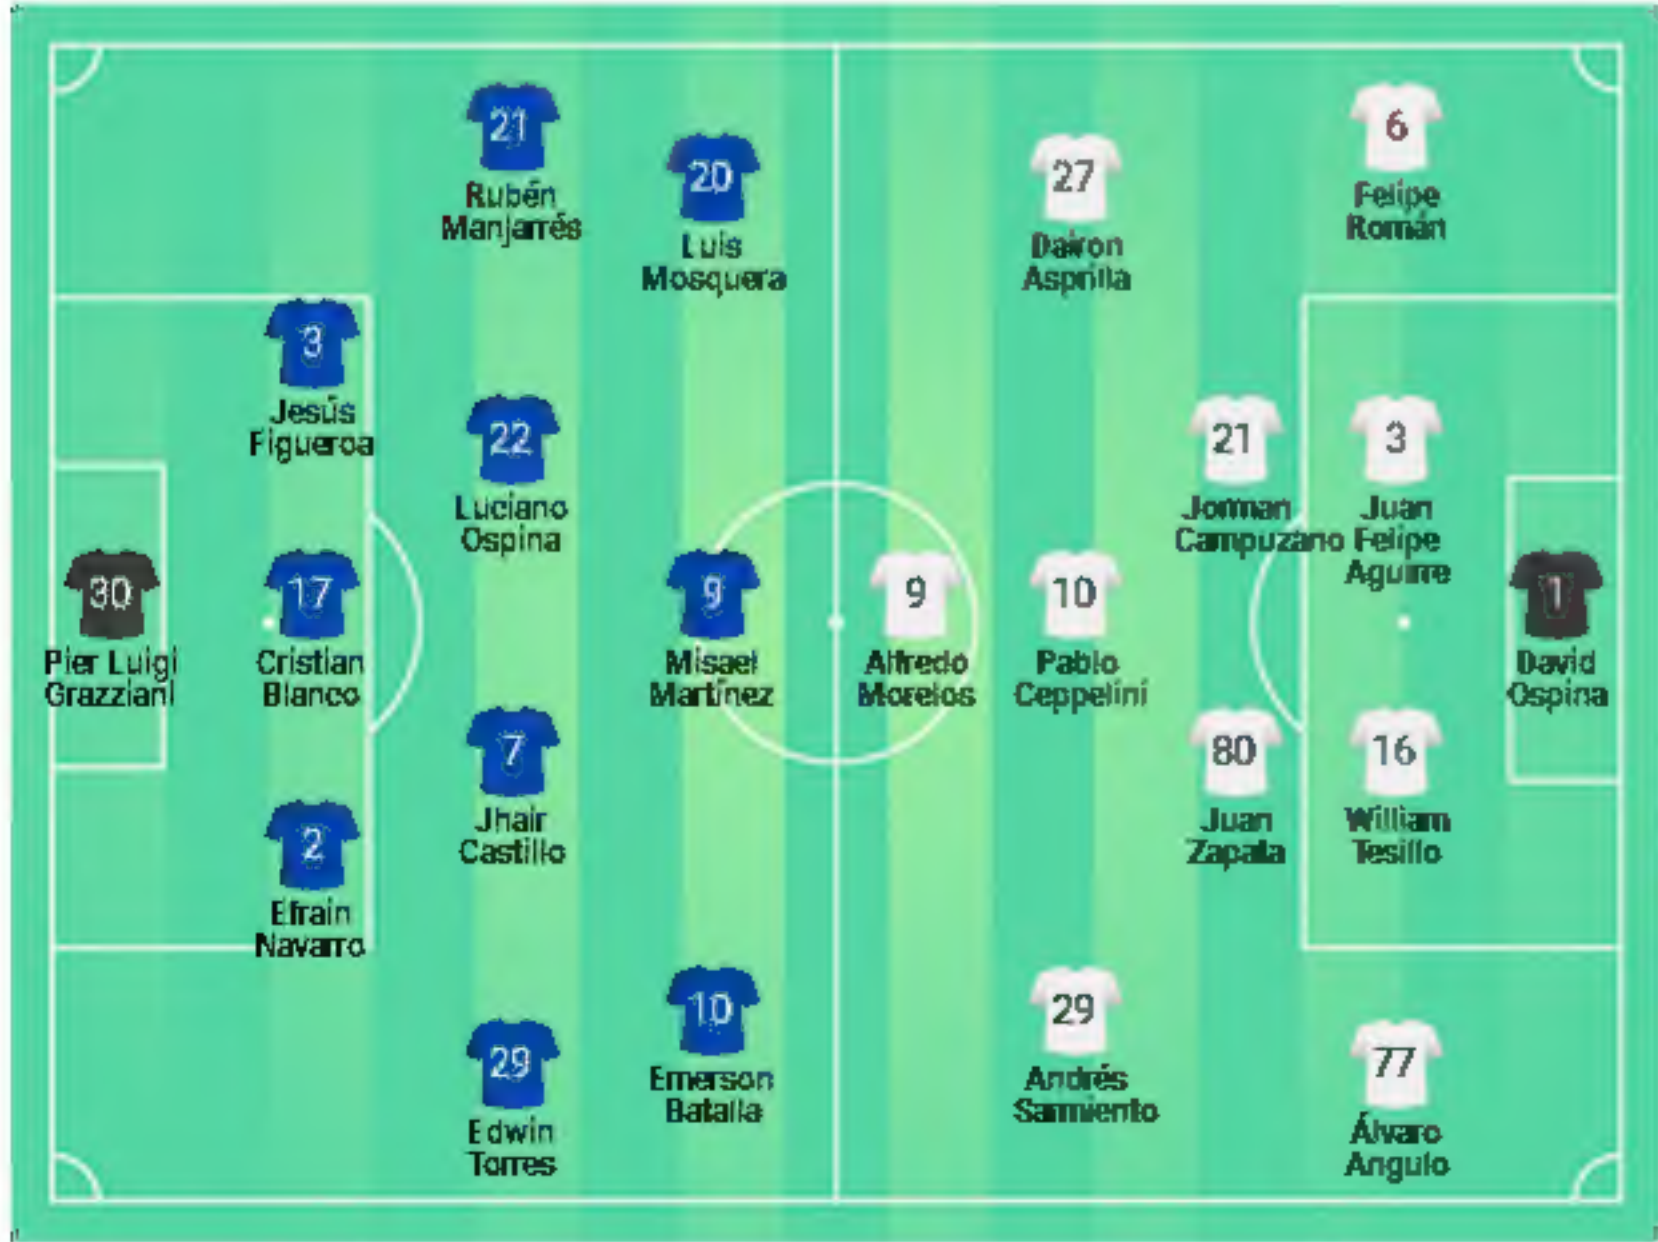 21
Rubén
Manjarrés
20
Luis
Mosquera
27
Dairon
Asprilla
6
Felipe
Román
3
Jesús
Figueroa
22
Luciano
Ospina
21
Jorman
Campuzano
3
Juan
Felipe
Aguirre
30
Pier Luigi
Grazziani
17
Cristian
Blanco
9
Misael
Martínez
9
Alfredo
Morelos
10
Pablo
Ceppelini
1
David
Ospina
7
Jhair
Castillo
80
Juan
Zapata
16
William
Tesillo
2
Efrain
Navarro
29
Edwin
Torres
10
Emerson
Batalla
29
Andrés
Sarmiento
77
Álvaro
Angulo